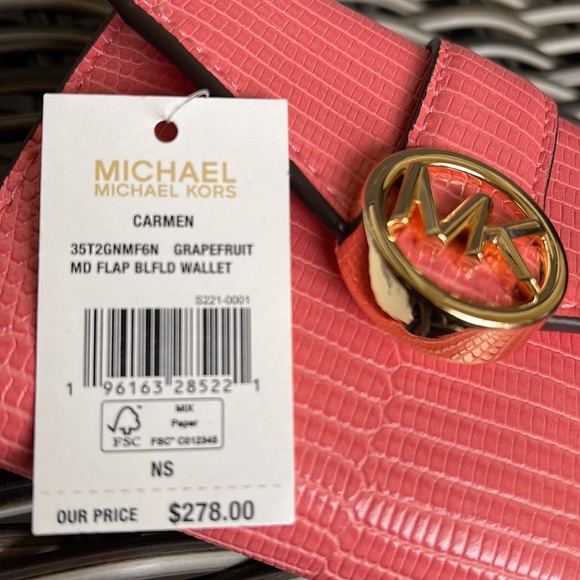 MICHAEL
MICHAEL KORS
CARMEN
35T2GNMF6N GRAPEFRUIT
MD FLAP BLFLD WALLET
S221-0001
1 96163 28522 1
FSC
MIX
Paper
FSC® C012345
NS
OUR PRICE $278.00
MK